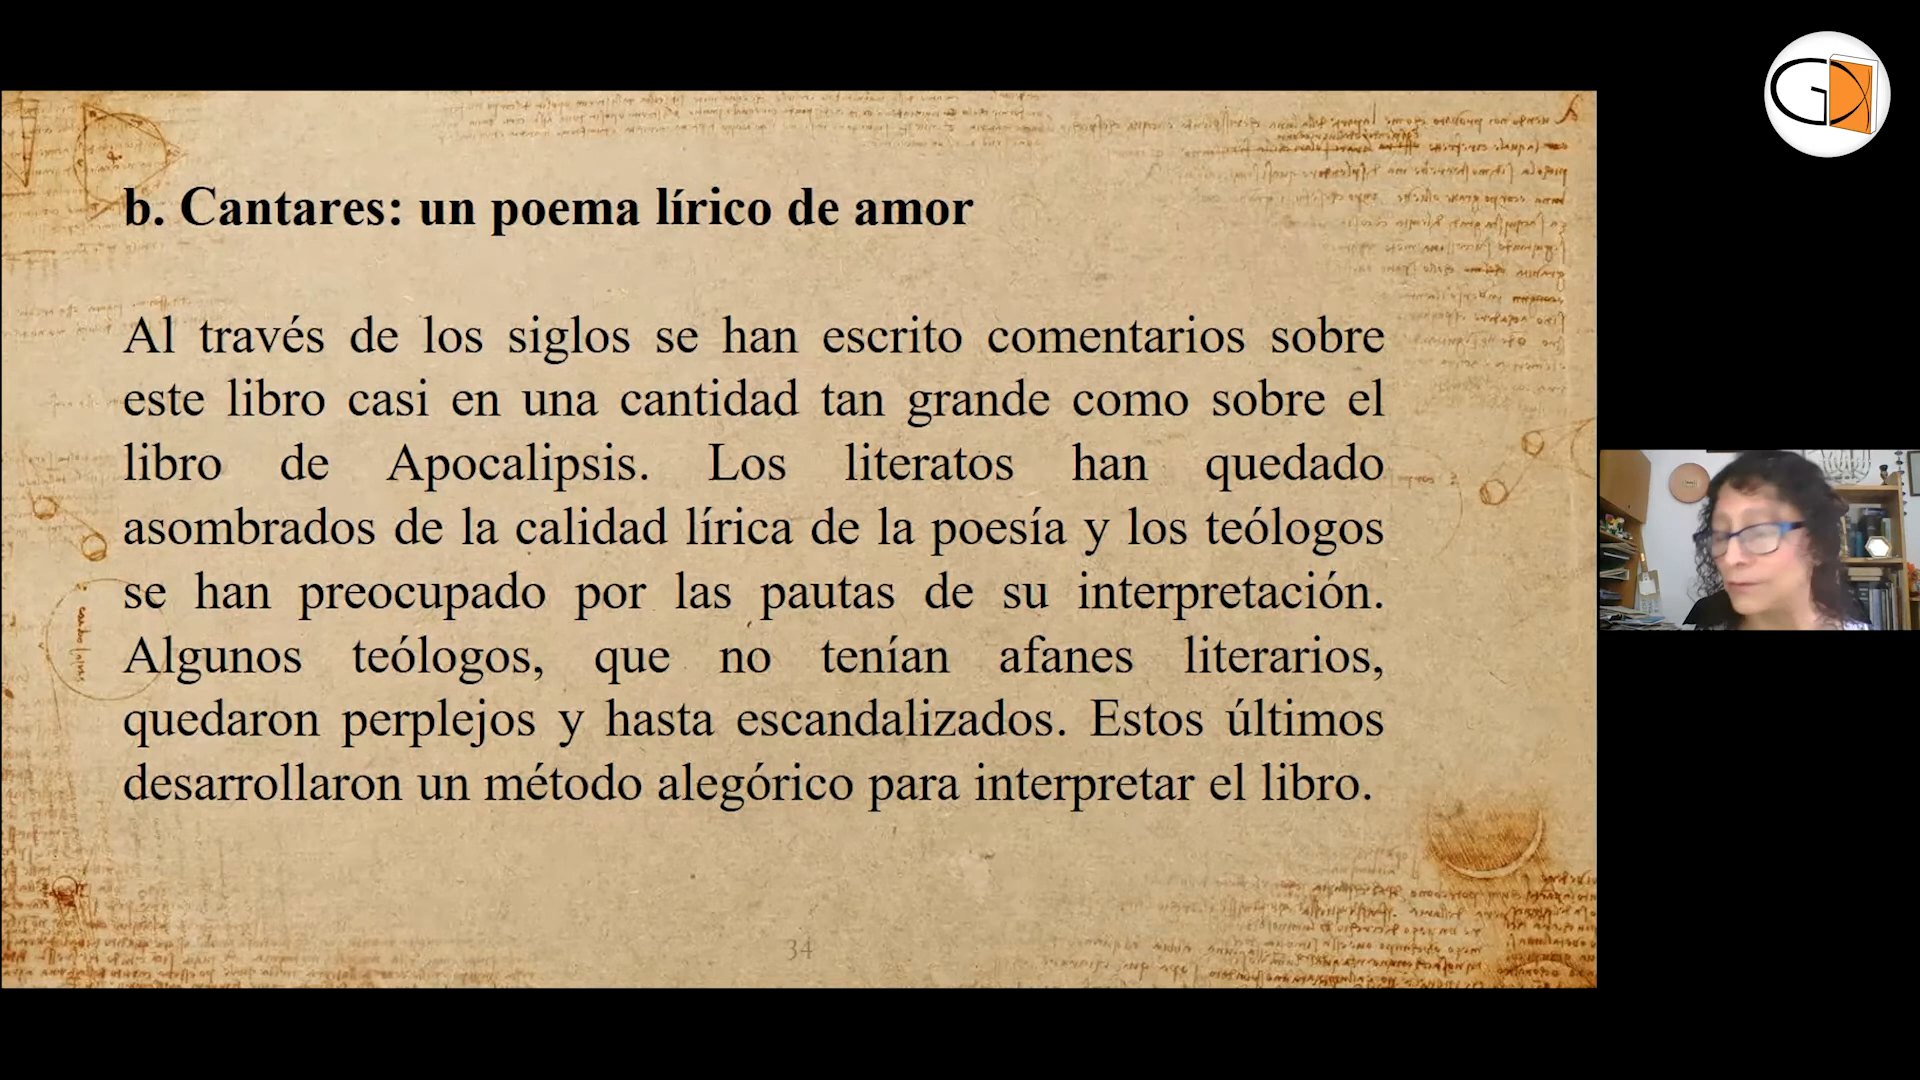 b. Cantares: un poema lírico de amor
Al través de los siglos se han escrito comentarios sobre
este libro casi en una cantidad tan grande como sobre el
libro de Apocalipsis. Los literatos han quedado
asombrados de la calidad lírica de la poesía y los teólogos
se han preocupado por las pautas de su interpretación.
Algunos teólogos, que no tenían afanes literarios,
quedaron perplejos y hasta escandalizados. Estos últimos
desarrollaron un método alegórico para interpretar el libro.
34